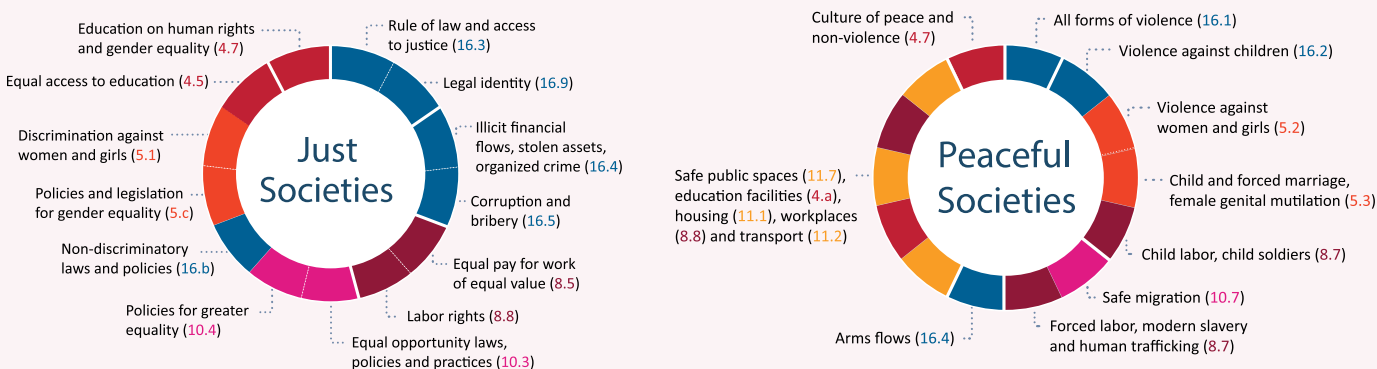 Just
Societies
Rule of law and access
to justice (16.3)
Legal identity (16.9)
Illicit financial
flows, stolen assets,
organized crime (16.4)
Corruption and
bribery (16.5)
Equal pay for work
of equal value (8.5)
Labor rights (8.8)
Equal opportunity laws,
policies and practices (10.3)
Policies for greater
equality (10.4)
Non-discriminatory
laws and policies (16.b)
Policies and legislation
for gender equality (5.c)
Discrimination against
women and girls (5.1)
Equal access to education (4.5)
Education on human rights
and gender equality (4.7)
Peaceful
Societies
All forms of violence (16.1)
Violence against children (16.2)
Violence against
women and girls (5.2)
Child and forced marriage,
female genital mutilation (5.3)
Child labor, child soldiers (8.7)
Safe migration (10.7)
Forced labor, modern slavery
and human trafficking (8.7)
Arms flows (16.4)
Safe public spaces (11.7),
education facilities (4.a),
housing (11.1), workplaces
(8.8) and transport (11.2)
Culture of peace and
non-violence (4.7)